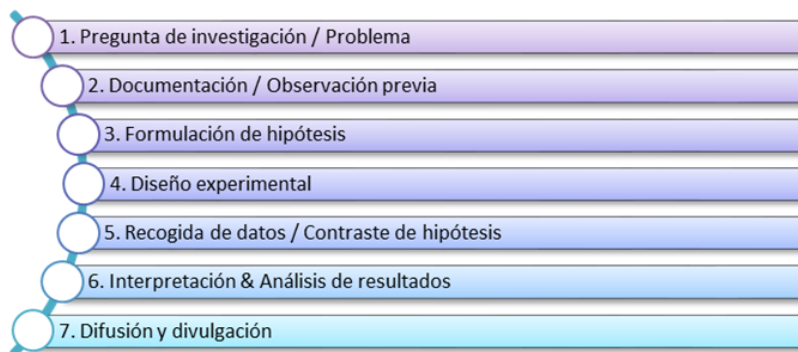 1. Pregunta de investigación / Problema
2. Documentación / Observación previa
3. Formulación de hipótesis
4. Diseño experimental
5. Recogida de datos / Contraste de hipótesis
6. Interpretación & Análisis de resultados
7. Difusión y divulgación